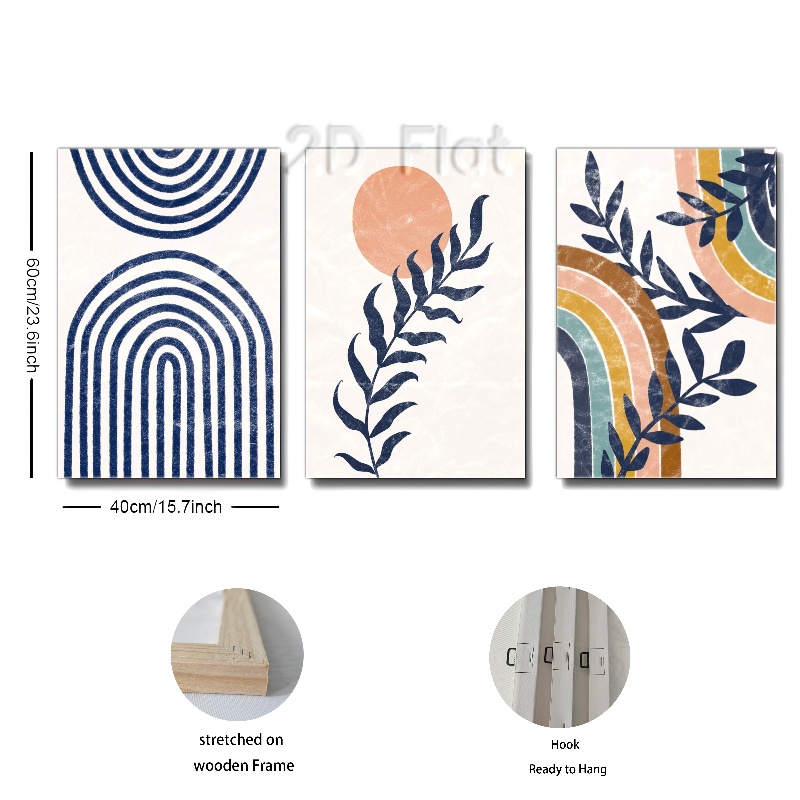 2D Flat
60cm/23.6inch
40cm/15.7inch
stretched on
wooden Frame
Hook
Ready to Hang